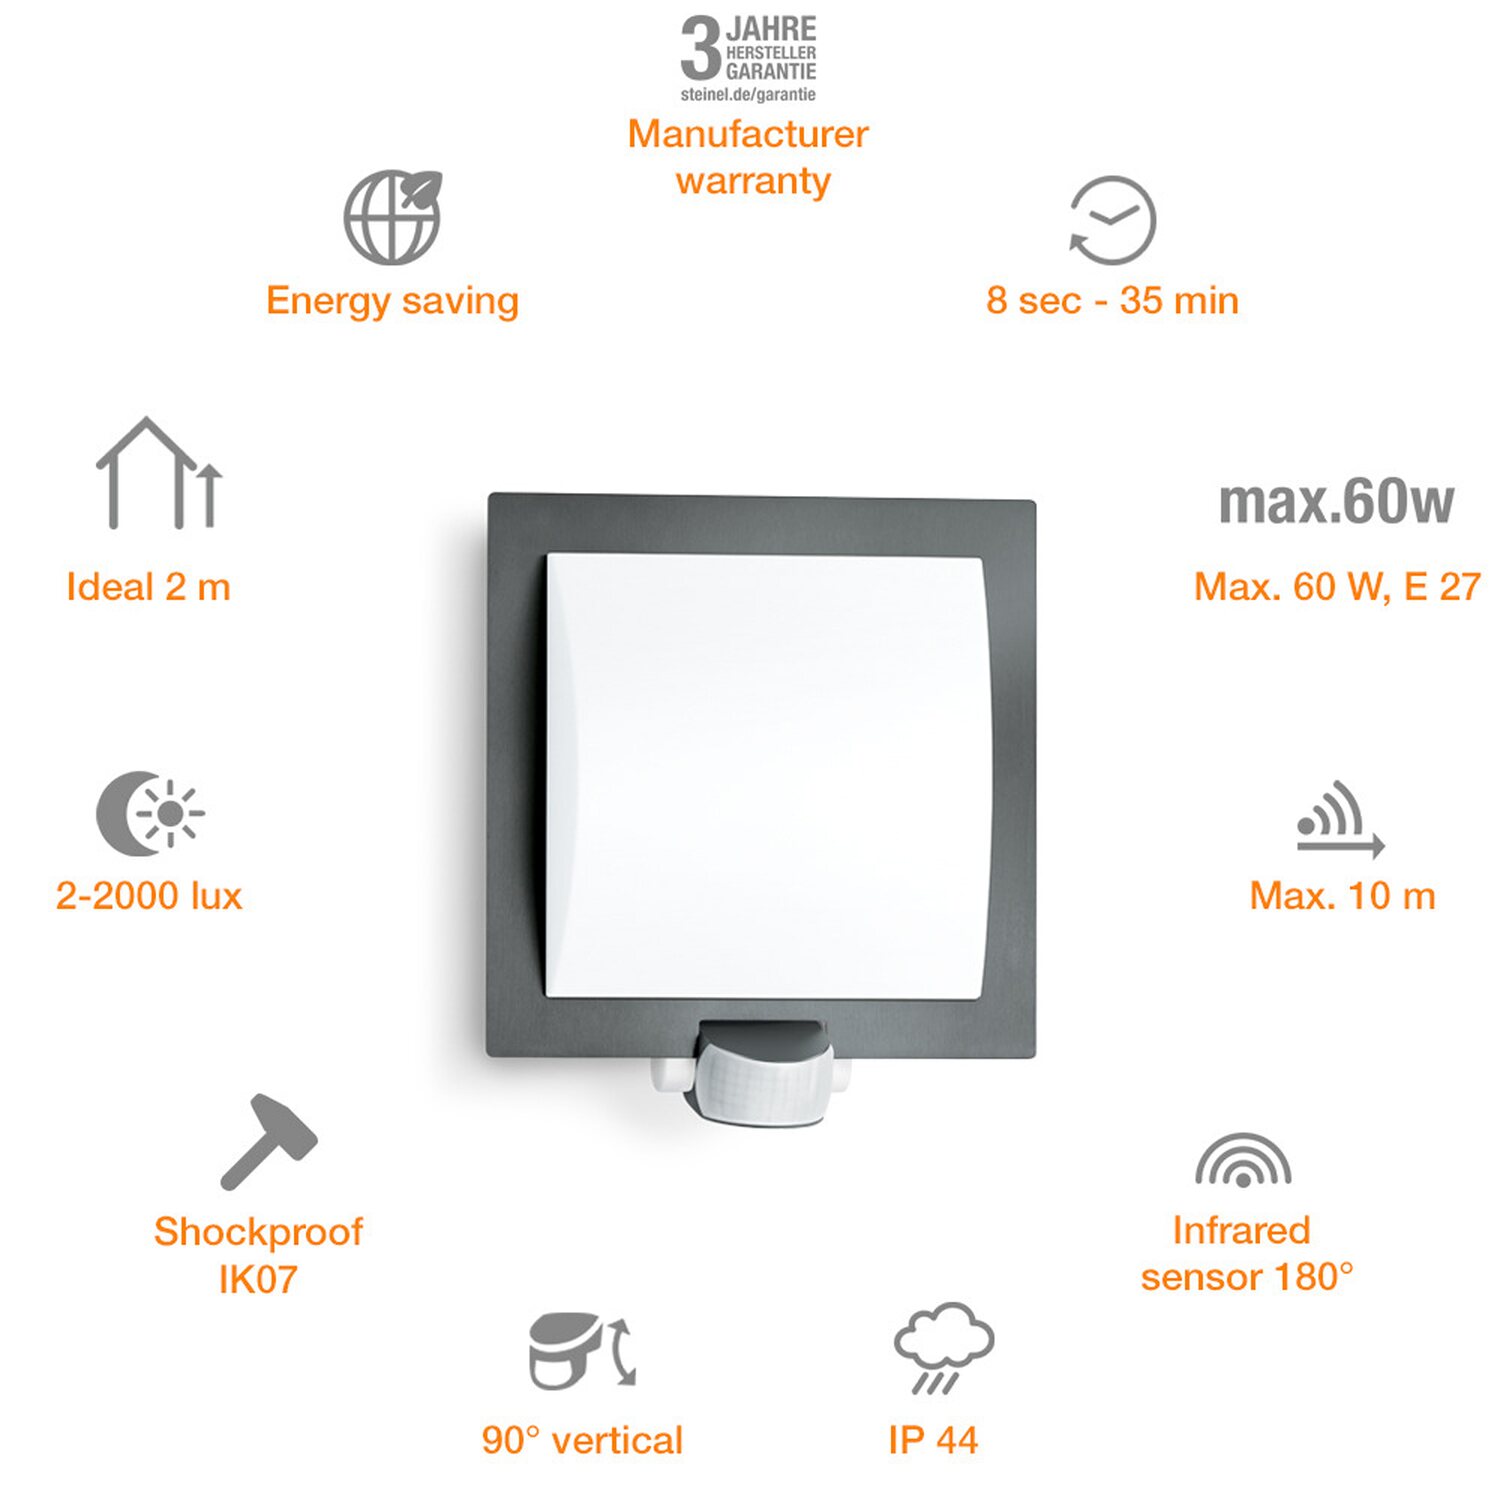 3 JAHRE
HERSTELLER
GARANTIE
steinel.de/garantie
Manufacturer
warranty
Energy saving
8 sec - 35 min
Ideal 2 m
max.60w
Max. 60 W, E 27
2-2000 lux
Max. 10 m
Shockproof
IK07
Infrared
sensor 180°
90° vertical
IP 44